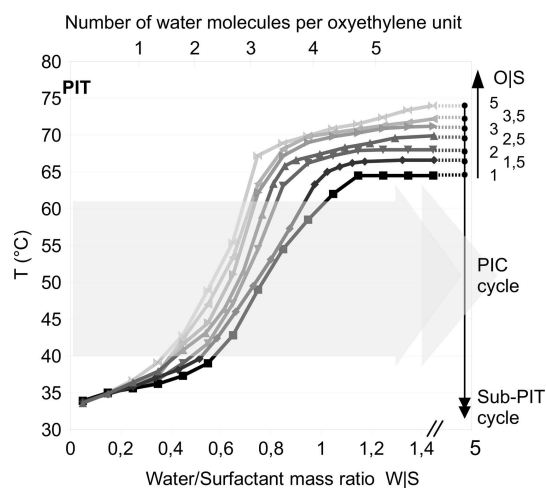 Number of water molecules per oxyethylene unit
1 2 3 4 5
80
PIT
O|S
75
5
3,5
70
3
2,5
2
65
1,5
1
60
T (°C)
55
50
PIC
cycle
45
40
35
Sub-PIT
cycle
30
0 0,2 0,4 0,6 0,8 1 1,2 1,4 // 5
Water/Surfactant mass ratio W|S